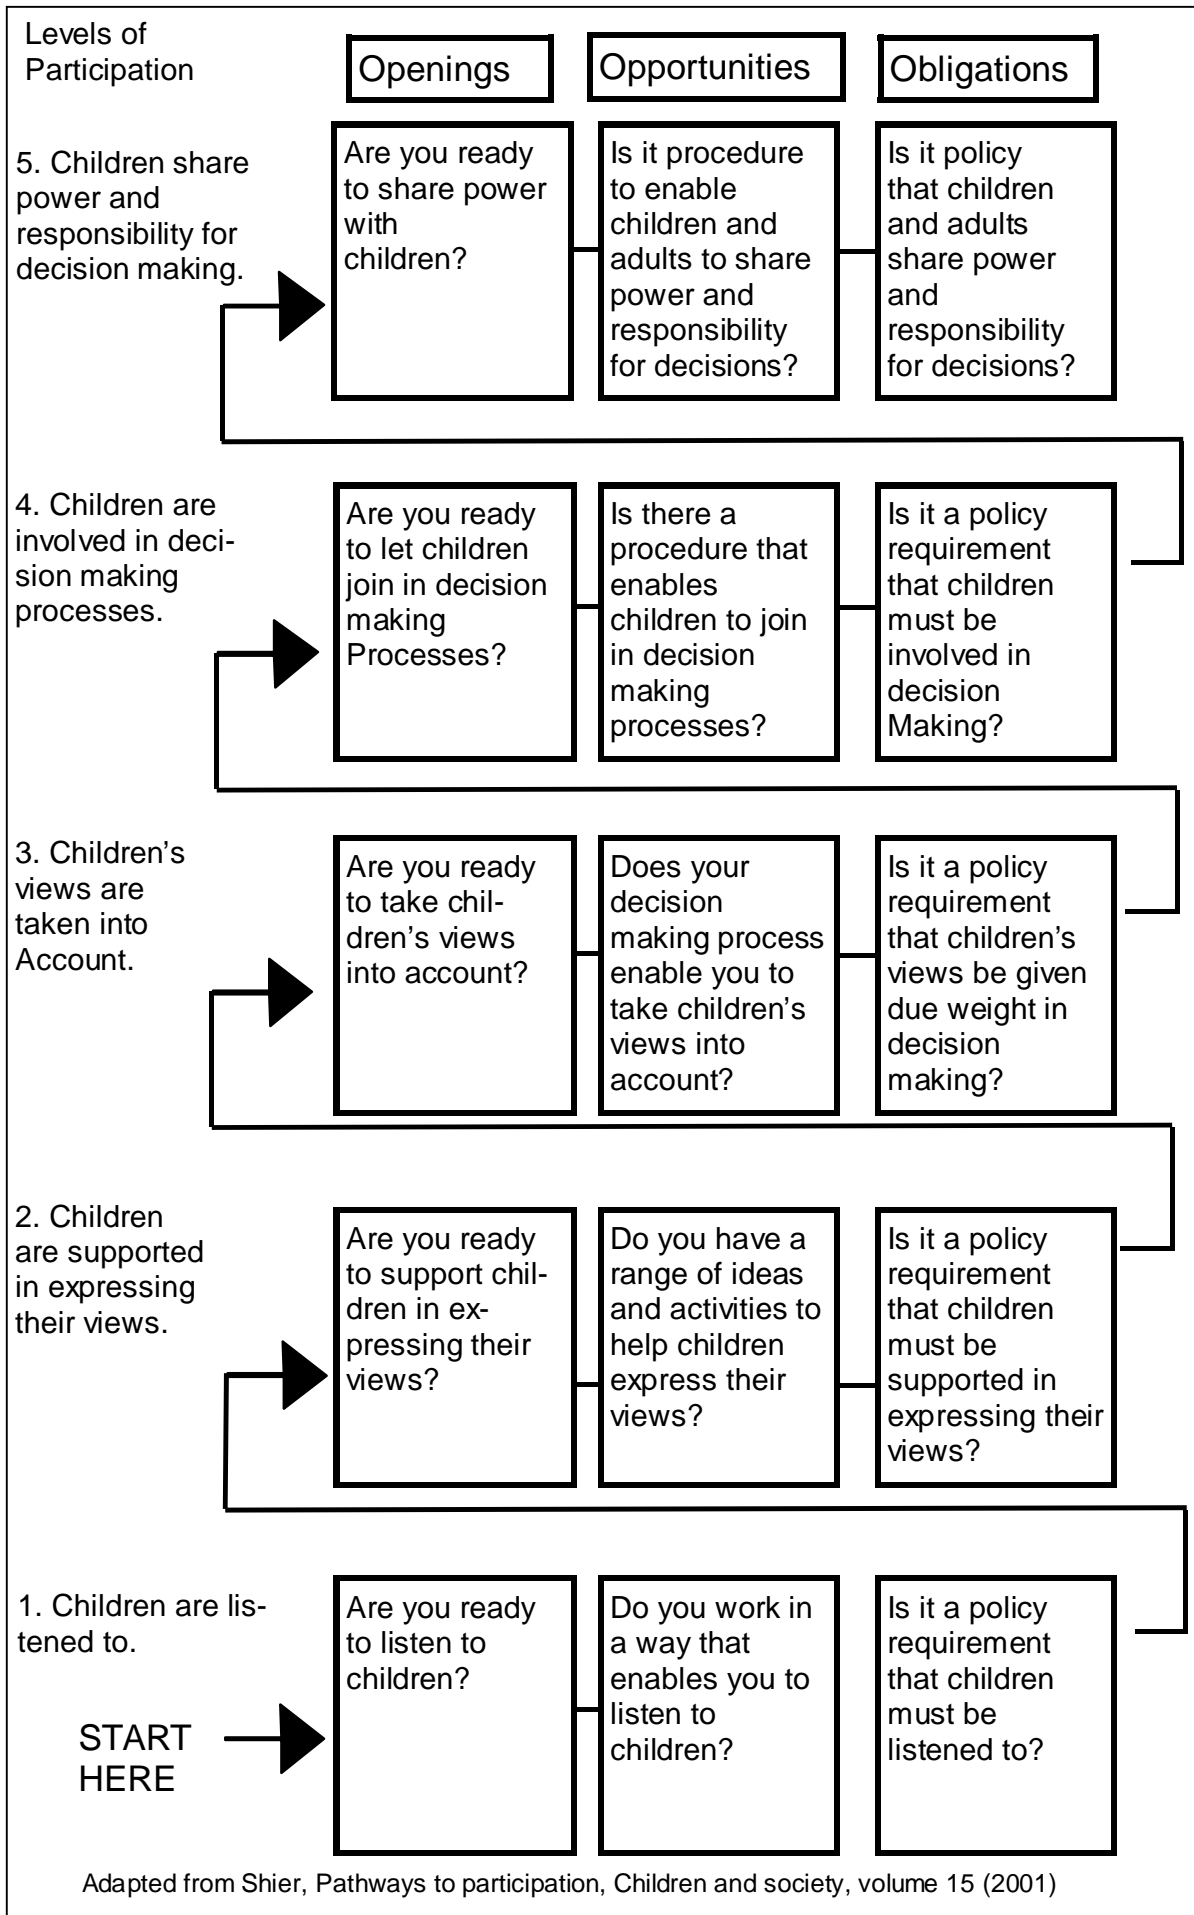 Levels of
Participation
Openings
Opportunities
Obligations
5. Children share
power and
responsibility for
decision making.
Are you ready
to share power
with
children?
Is it procedure
to enable
children and
adults to share
power and
responsibility
for decisions?
Is it policy
that children
and adults
share power
and
responsibility
for decisions?
4. Children are
involved in deci-
sion making
processes.
Are you ready
to let children
join in decision
making
Processes?
Is there a
procedure that
enables
children to join
in decision
making
processes?
Is it a policy
requirement
that children
must be
involved in
decision
Making?
3. Children’s
views are
taken into
Account.
Are you ready
to take chil-
dren’s views
into account?
Does your
decision
making process
enable you to
take children’s
views into
account?
Is it a policy
requirement
that children’s
views be given
due weight in
decision
making?
2. Children
are supported
in expressing
their views.
Are you ready
to support chil-
dren in ex-
pressing their
views?
Do you have a
range of ideas
and activities to
help children
express their
views?
Is it a policy
requirement
that children
must be
supported in
expressing their
views?
1. Children are lis-
tened to.
START
HERE
Are you ready
to listen to
children?
Do you work in
a way that
enables you to
listen to
children?
Is it a policy
requirement
that children
must be
listened to?
Adapted from Shier, Pathways to participation, Children and society, volume 15 (2001)